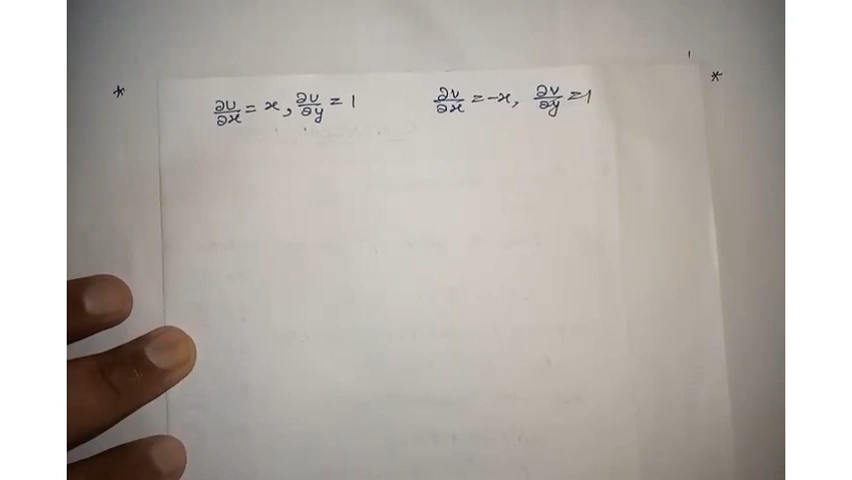 * ∂u/∂x = x, ∂u/∂y = 1 ∂v/∂x = -x, ∂v/∂y = 1 *